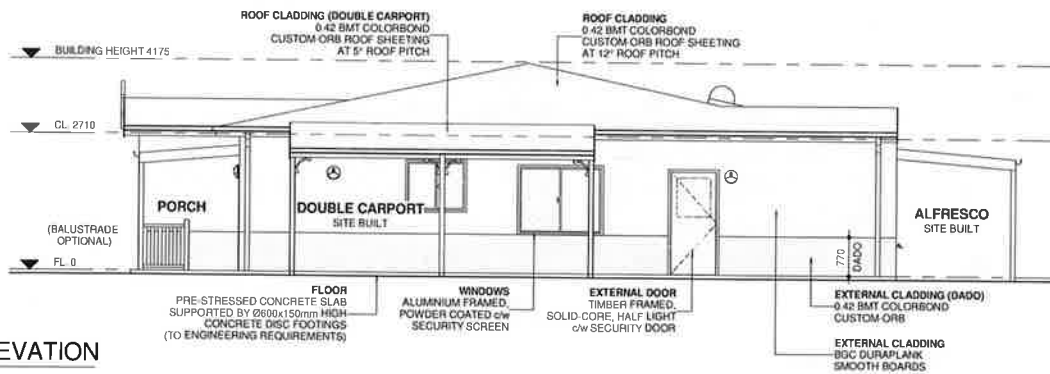 ROOF CLADDING (DOUBLE CARPORT)
0.42 BMT COLORBOND
CUSTOM-ORB ROOF SHEETING
AT 5° ROOF PITCH
ROOF CLADDING
0.42 BMT COLORBOND
CUSTOM-ORB ROOF SHEETING
AT 12° ROOF PITCH
BUILDING HEIGHT 4175
CL 2710
PORCH
DOUBLE CARPORT
SITE BUILT
ALFRESCO
SITE BUILT
(BALUSTRADE
OPTIONAL)
770
DADO
FL 0
FLOOR
PRE-STRESSED CONCRETE SLAB
SUPPORTED BY Ø600x150mm HIGH
CONCRETE DISC FOOTINGS
(TO ENGINEERING REQUIREMENTS)
WINDOWS
ALUMNIUM FRAMED,
POWDER COATED c/w
SECURITY SCREEN
EXTERNAL DOOR
TIMBER FRAMED,
SOLID-CORE, HALF LIGHT
c/w SECURITY DOOR
EXTERNAL CLADDING (DADO)
0.42 BMT COLORBOND
CUSTOM-ORB
EXTERNAL CLADDING
BGC DURAPLANK
SMOOTH BOARDS
EVATION